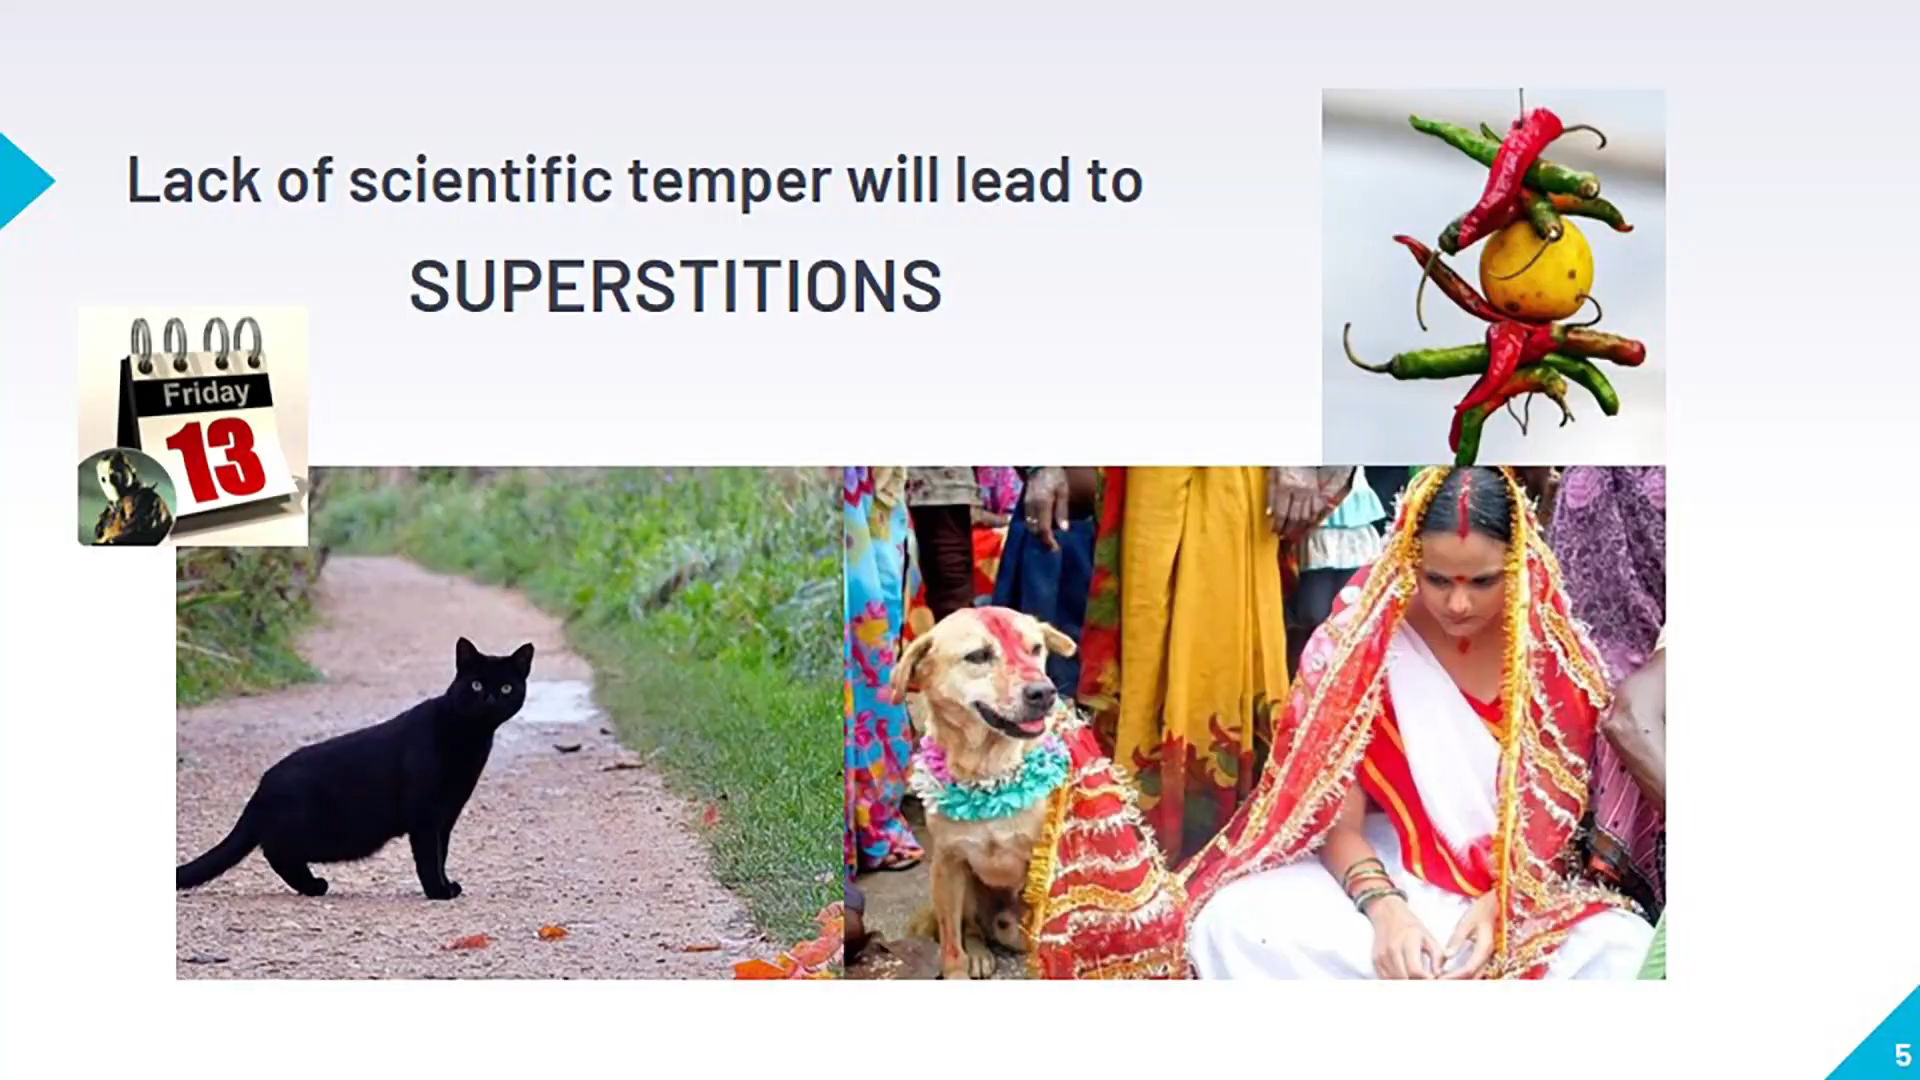 Lack of scientific temper will lead to
SUPERSTITIONS
Friday
13
5